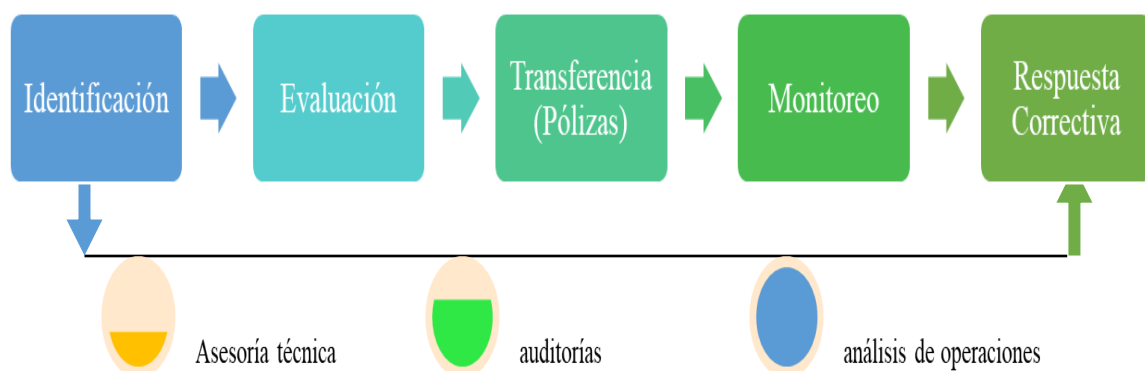 Identificación
Evaluación
Transferencia
(Pólizas)
Monitoreo
Respuesta
Correctiva
Asesoría técnica
auditorías
análisis de operaciones